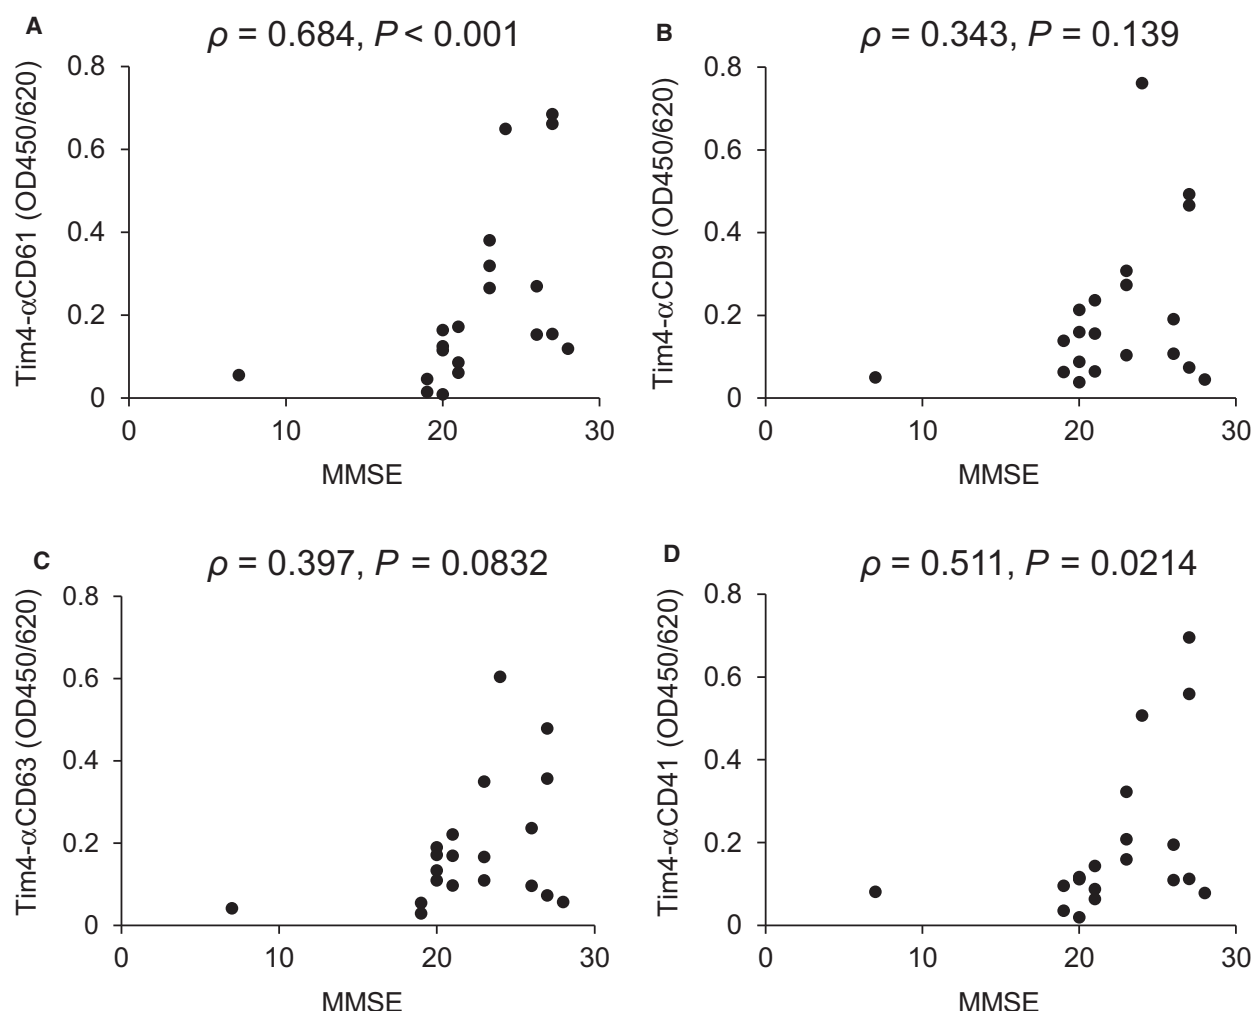 A
ρ = 0.684, P < 0.001
Tim4-αCD61 (OD450/620)
0.8
0.6
0.4
0.2
0
0 10 20 30
MMSE
B
ρ = 0.343, P = 0.139
Tim4-αCD9 (OD450/620)
0.8
0.6
0.4
0.2
0
0 10 20 30
MMSE
C
ρ = 0.397, P = 0.0832
Tim4-αCD63 (OD450/620)
0.8
0.6
0.4
0.2
0
0 10 20 30
MMSE
D
ρ = 0.511, P = 0.0214
Tim4-αCD41 (OD450/620)
0.8
0.6
0.4
0.2
0
0 10 20 30
MMSE